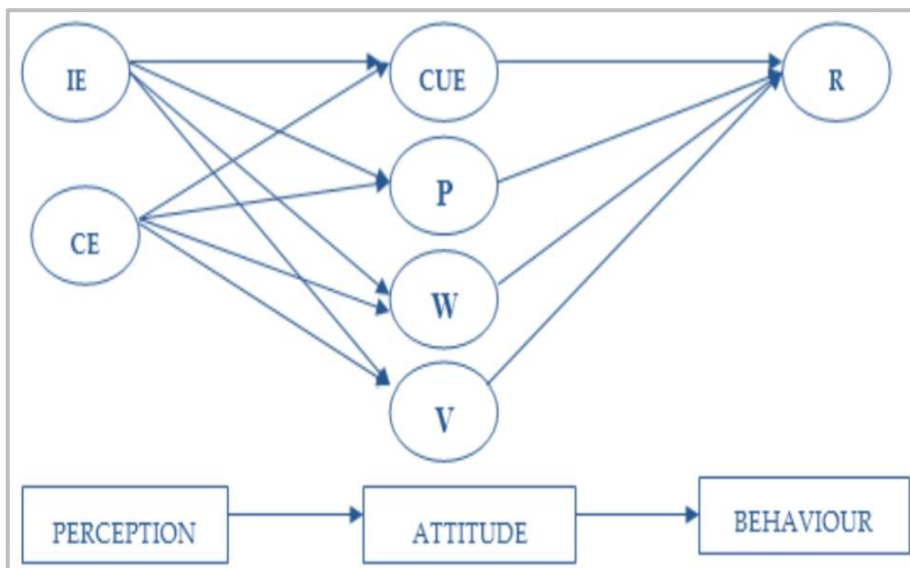 IE
CUE
R
P
CE
W
V
PERCEPTION
ATTITUDE
BEHAVIOUR